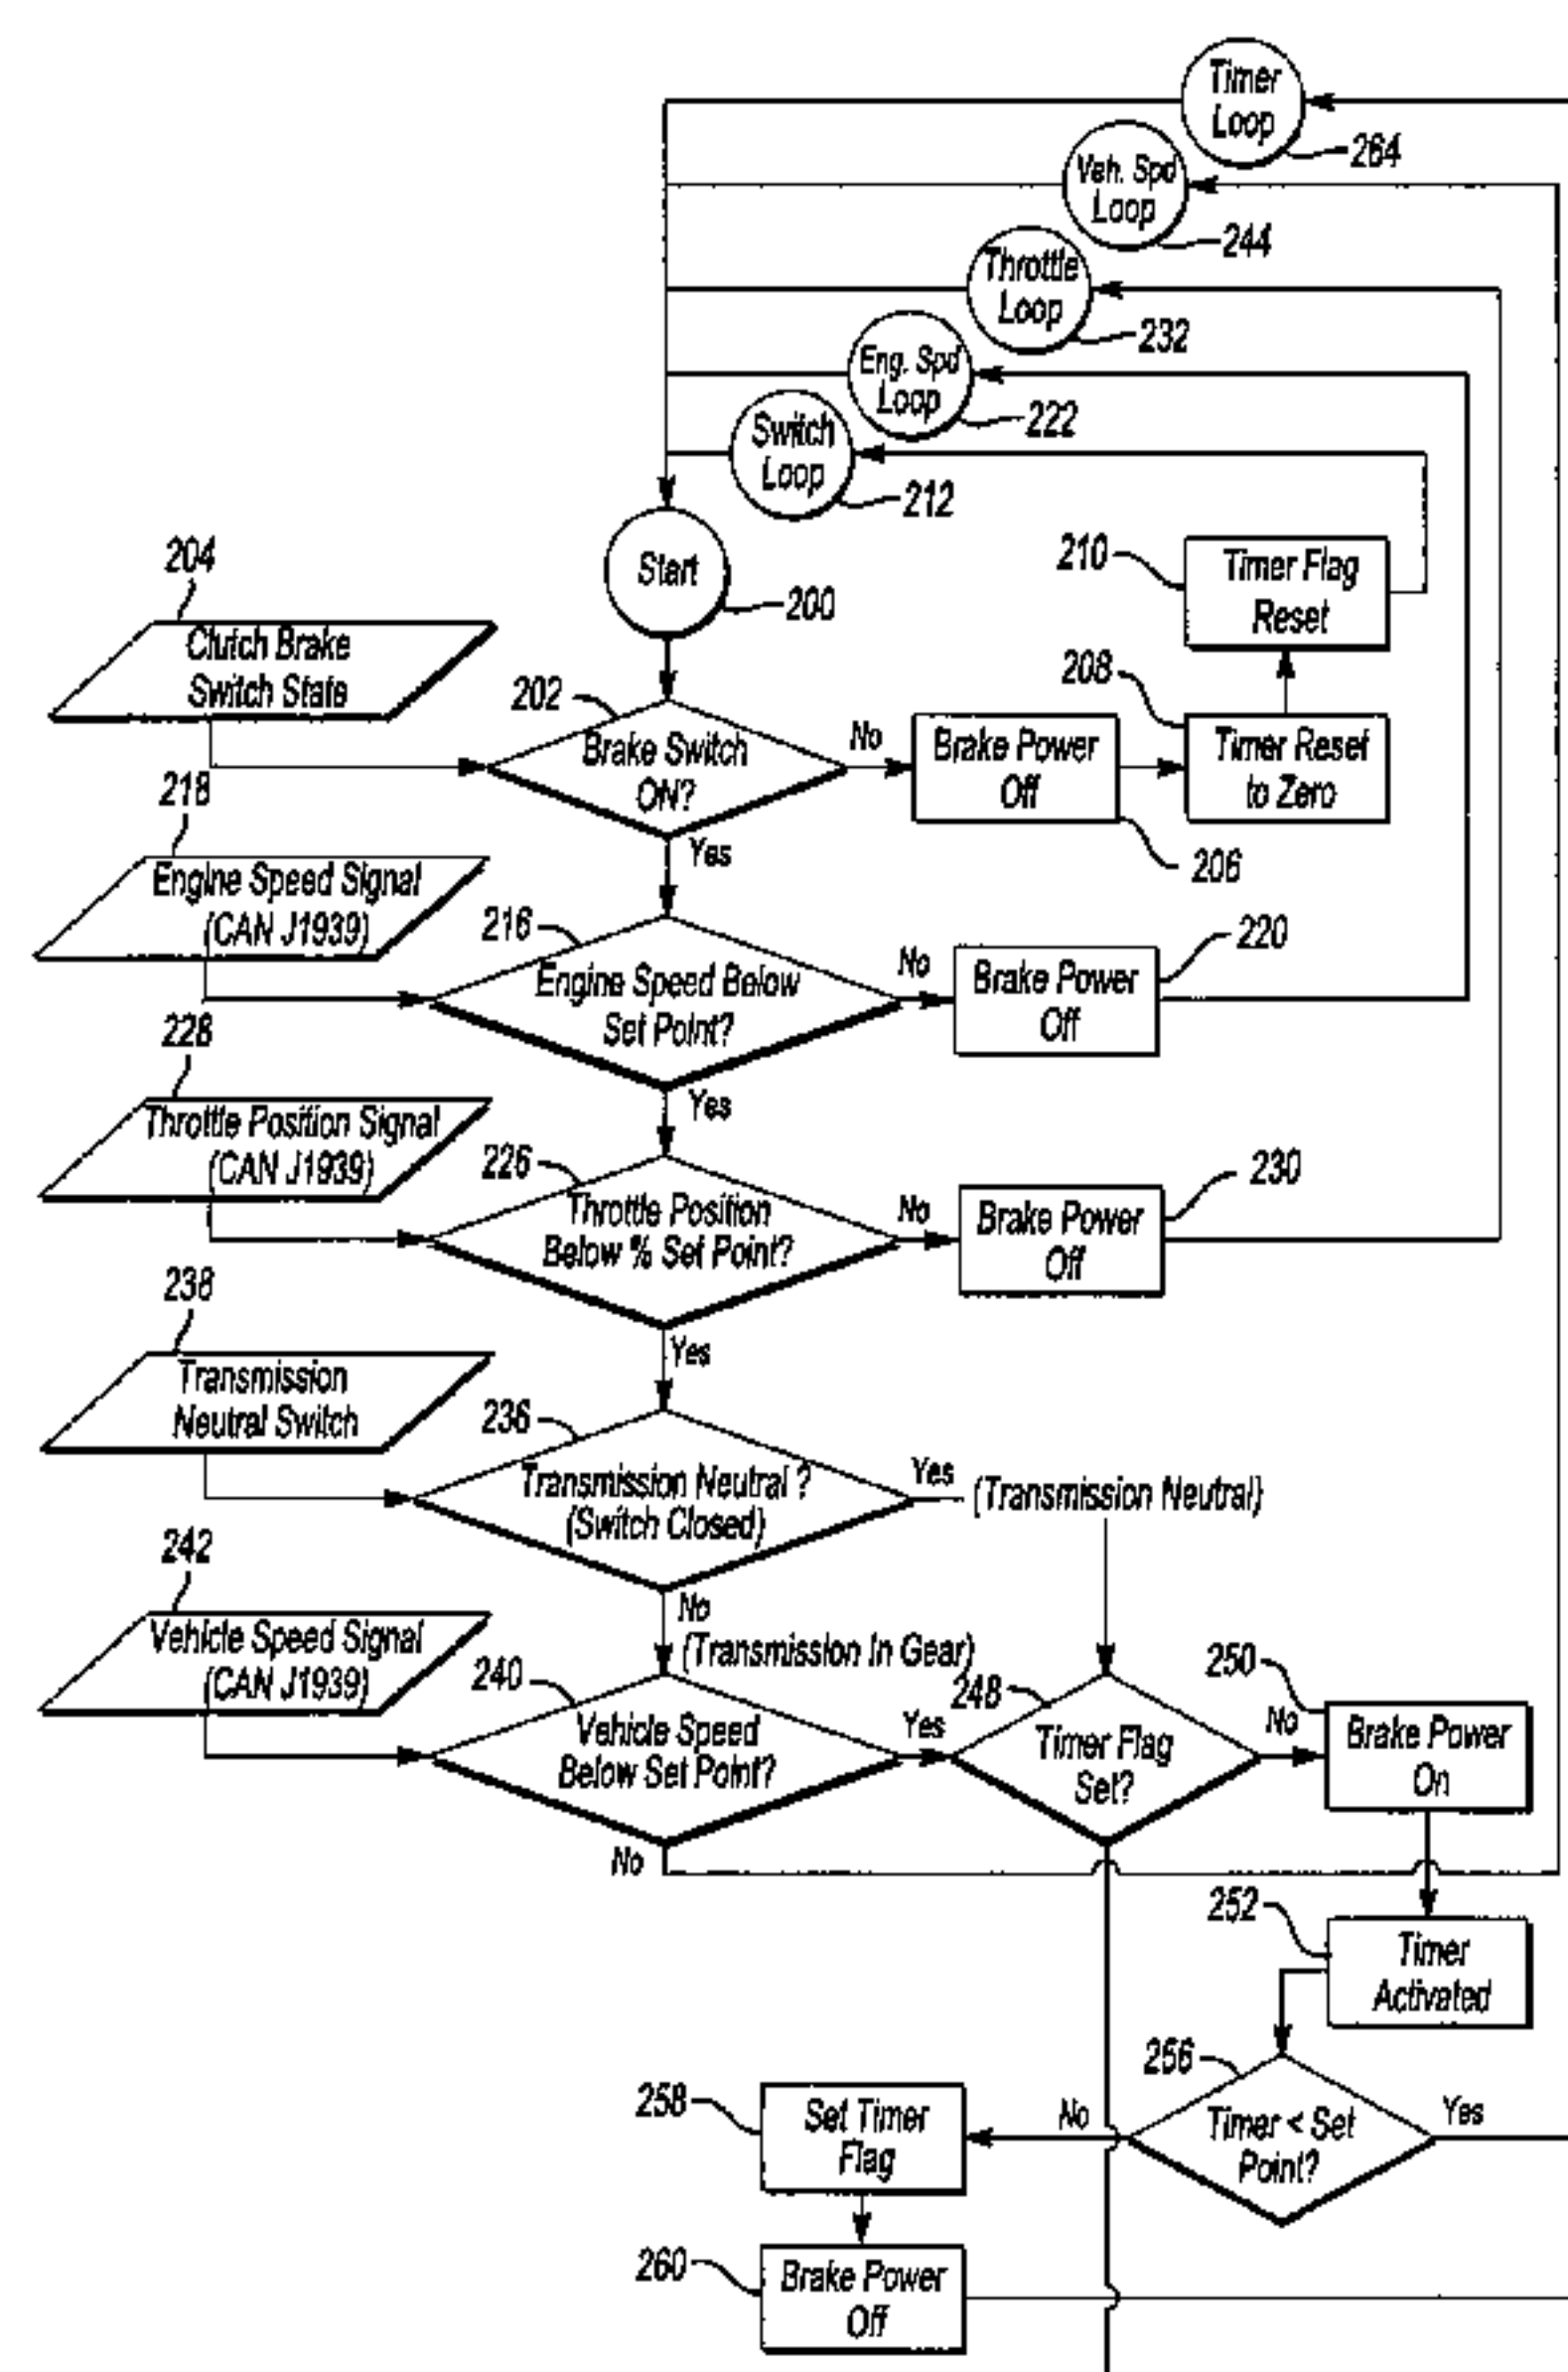 Timer
Loop
264
Veh. Spd
Loop
244
Throttle
Loop
232
Eng. Spd
Loop
222
Switch
Loop
212
Start
200
204
Clutch Brake
Switch State
210
Timer Flag
Reset
202
Brake Switch
ON?
No
Brake Power
Off
206
208
Timer Reset
to Zero
Yes
218
Engine Speed Signal
(CAN J1939)
216
Engine Speed Below
Set Point?
No
Brake Power
Off
220
Yes
228
Throttle Position Signal
(CAN J1939)
226
Throttle Position
Below % Set Point?
No
Brake Power
Off
230
Yes
238
Transmission
Neutral Switch
236
Transmission Neutral ?
(Switch Closed)
Yes
(Transmission Neutral)
No
(Transmission In Gear)
242
Vehicle Speed Signal
(CAN J1939)
240
Vehicle Speed
Below Set Point?
Yes
No
248
Timer Flag
Set?
No
250
Brake Power
On
252
Timer
Activated
256
Timer < Set
Point?
Yes
No
258
Set Timer
Flag
260
Brake Power
Off